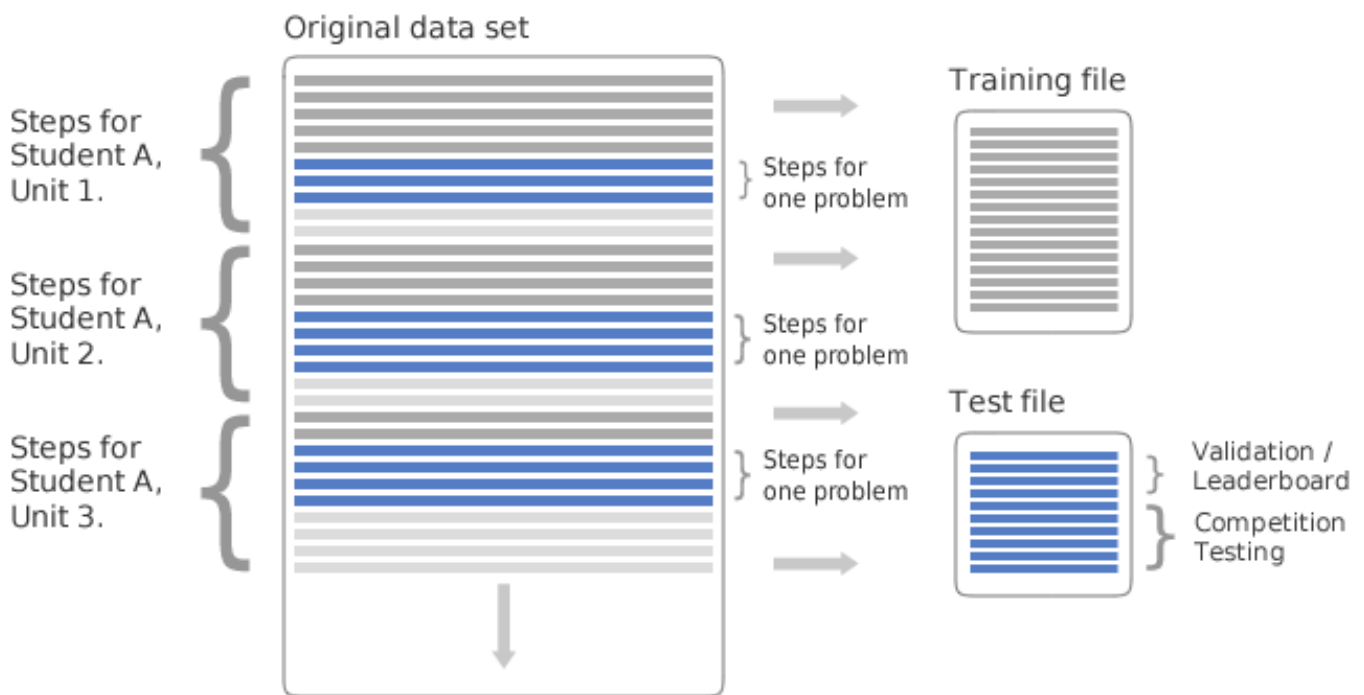 Original data set
Training file
Steps for
Student A,
Unit 1.
Steps for
one problem
Steps for
Student A,
Unit 2.
Steps for
one problem
Test file
Steps for
Student A,
Unit 3.
Steps for
one problem
Validation /
Leaderboard
Competition
Testing